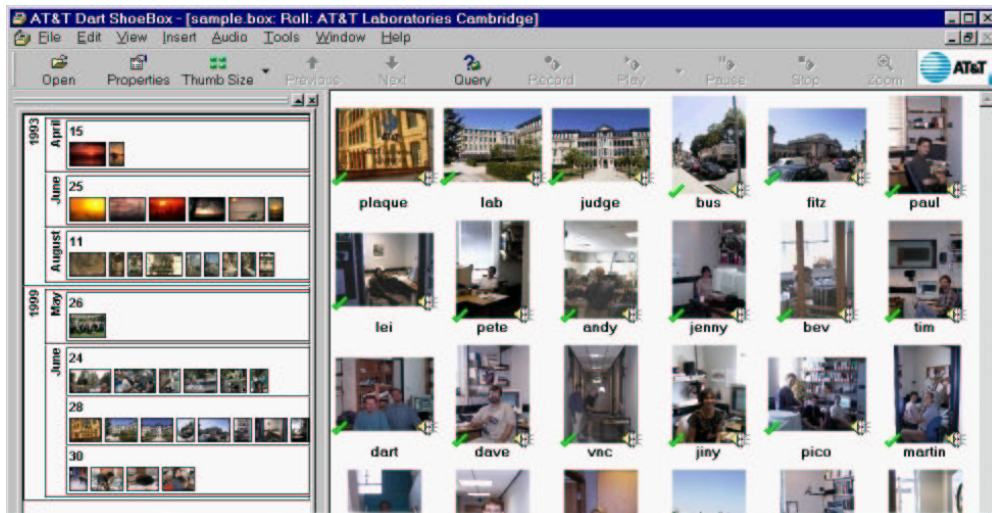 AT&T Dart ShoeBox - [sample.box: Roll: AT&T Laboratories Cambridge]
File Edit View Insert Audio Tools Window Help
Open Properties Thumb Size Previous Next Query Record Play Pause Stop Zoom AT&T
1993
April
15
June
25
August
11
1999
May
26
June
24
28
30
plaque lab judge bus fitz paul
lei pete andy jenny bev tim
dart dave vnc jiny pico martin